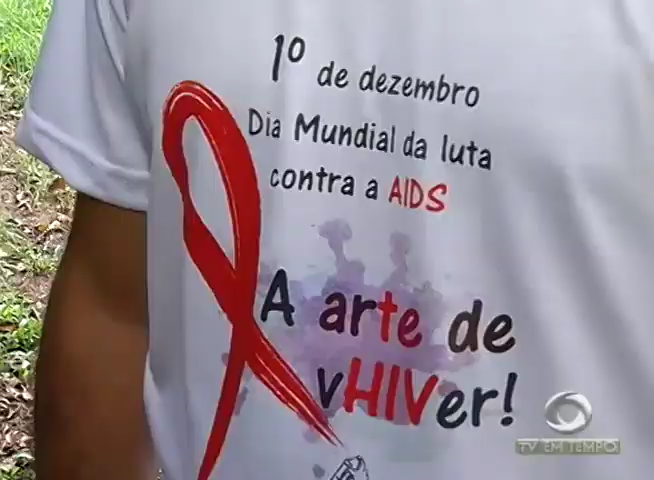 1º de dezembro
Dia Mundial da luta
contra a AIDS
A arte de
vHIVer!
TV EM TEMPO